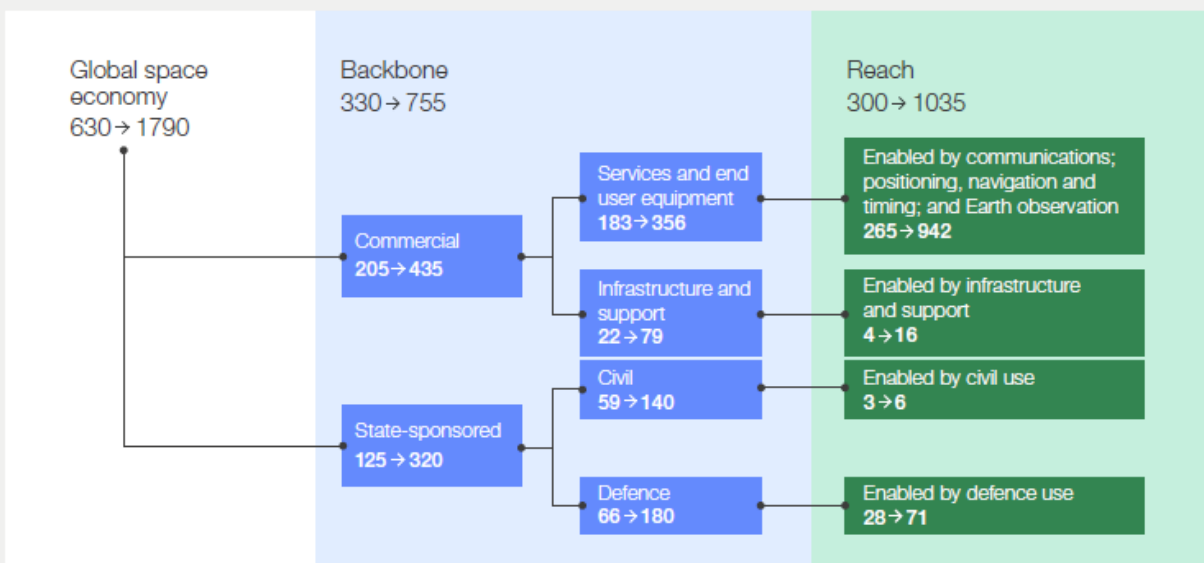 Global space
economy
630→1790
Backbone
330→755
Reach
300→1035
Commercial
205→435
Services and end
user equipment
183→356
Enabled by communications;
positioning, navigation and
timing; and Earth observation
265→942
Infrastructure and
support
22→79
Enabled by infrastructure
and support
4→16
State-sponsored
125→320
Civil
59→140
Enabled by civil use
3→6
Defence
66→180
Enabled by defence use
28→71